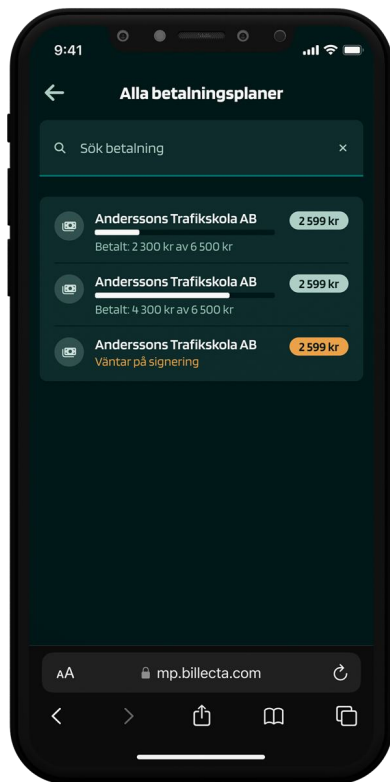 9:41
Alla betalningsplaner
Sök betalning
Anderssons Trafikskola AB
2 599 kr
Betalt: 2 300 kr av 6 500 kr
Anderssons Trafikskola AB
2 599 kr
Betalt: 4 300 kr av 6 500 kr
Anderssons Trafikskola AB
2 599 kr
Väntar på signering
AA
mp.billecta.com